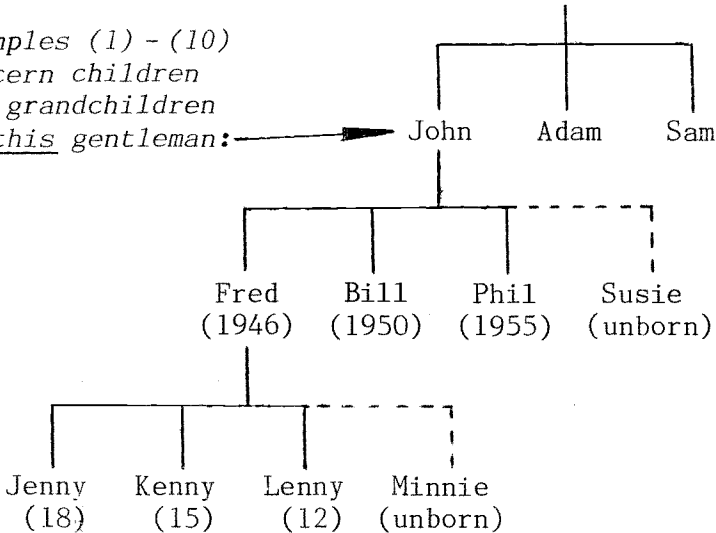 mples (1) - (10)
cern children
grandchildren
this gentleman:
John Adam Sam
Fred Bill Phil Susie
(1946) (1950) (1955) (unborn)
Jenny Kenny Lenny Minnie
(18) (15) (12) (unborn)